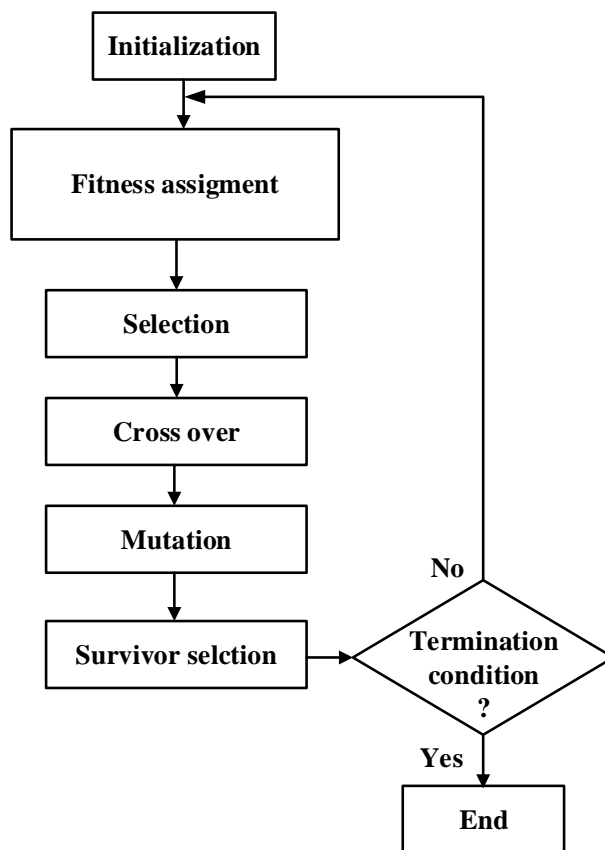 Initialization
Fitness assigment
Selection
Cross over
Mutation
Survivor selction
No
Termination
condition
?
Yes
End